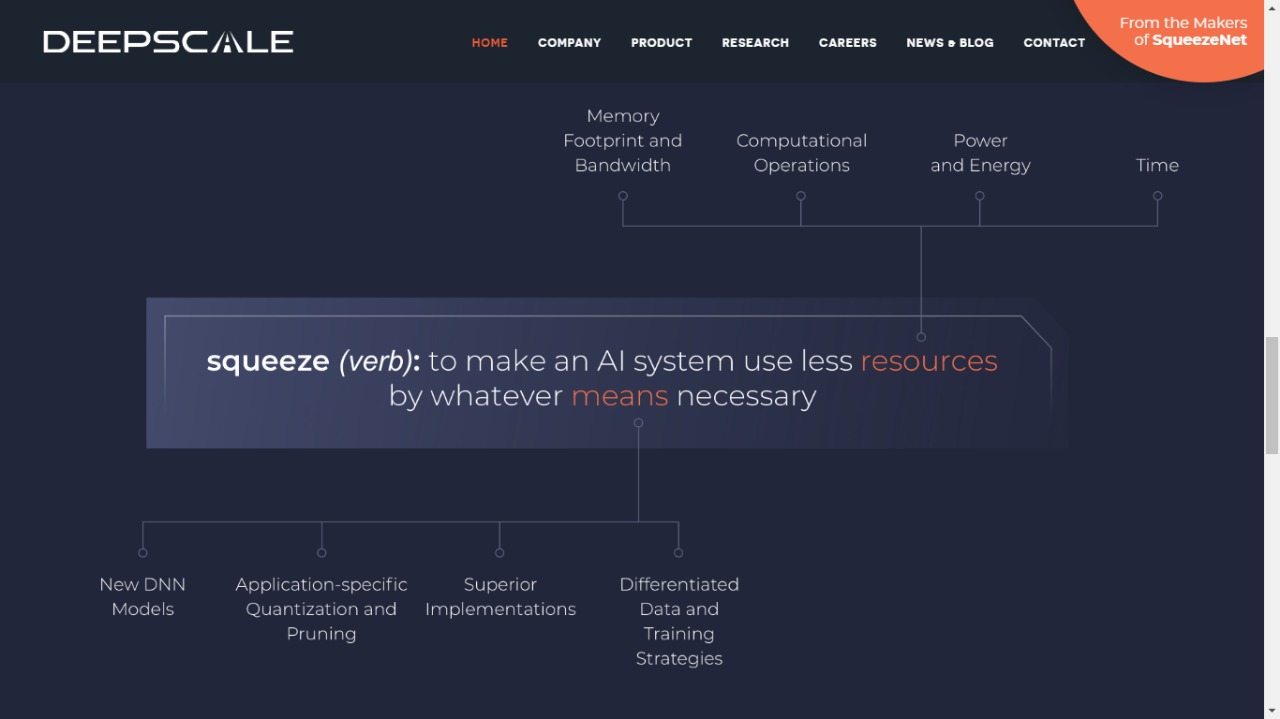 DEEPSCALE
HOME COMPANY PRODUCT RESEARCH CAREERS NEWS & BLOG CONTACT
From the Makers
of SqueezeNet
Memory
Footprint and
Bandwidth
Computational
Operations
Power
and Energy
Time
squeeze (verb): to make an AI system use less resources
by whatever means necessary
New DNN
Models
Application-specific
Quantization and
Pruning
Superior
Implementations
Differentiated
Data and
Training
Strategies